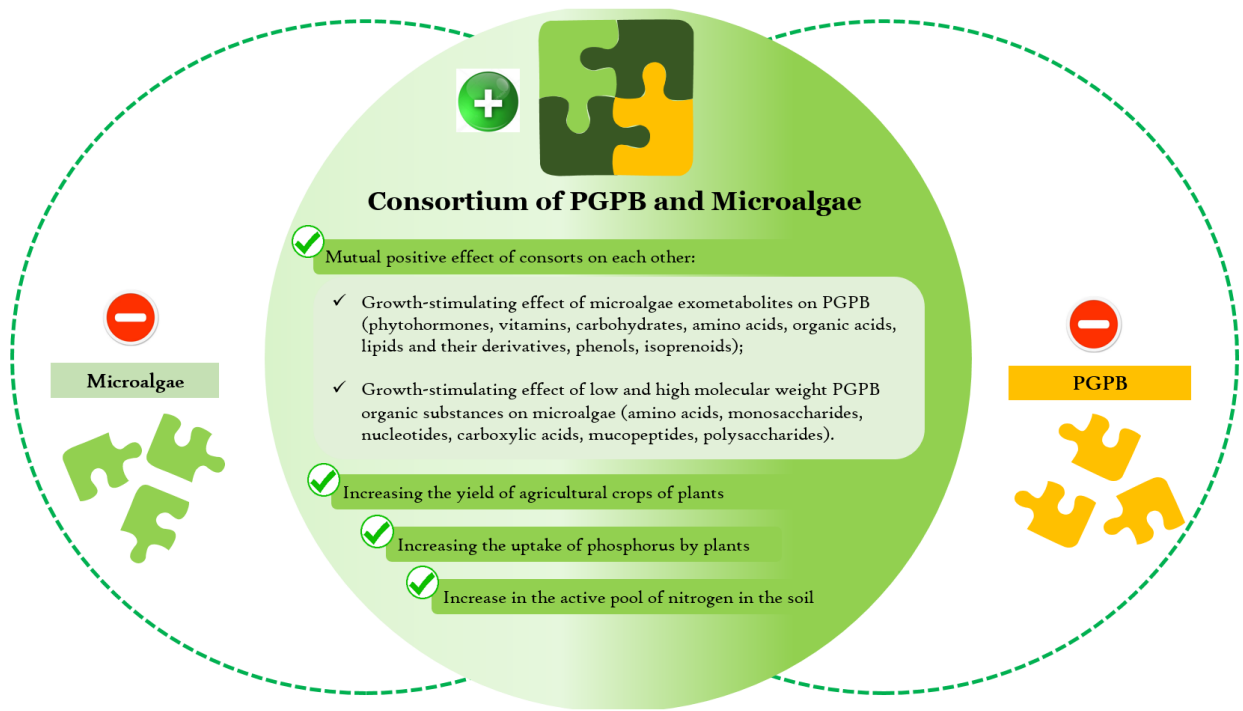 Consortium of PGPB and Microalgae
Mutual positive effect of consorts on each other:
Growth-stimulating effect of microalgae exometabolites on PGPB
(phytohormones, vitamins, carbohydrates, amino acids, organic acids,
lipids and their derivatives, phenols, isoprenoids);
Growth-stimulating effect of low and high molecular weight PGPB
organic substances on microalgae (amino acids, monosaccharides,
nucleotides, carboxylic acids, mucopeptides, polysaccharides).
Increasing the yield of agricultural crops of plants
Increasing the uptake of phosphorus by plants
Increase in the active pool of nitrogen in the soil
Microalgae
PGPB